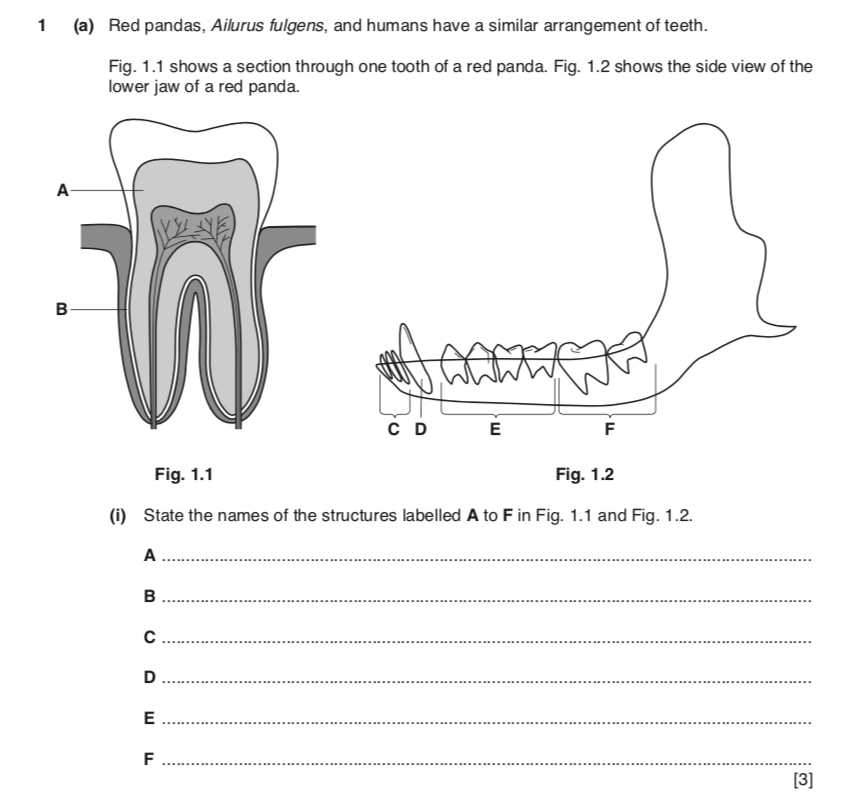 1 (a) Red pandas, Ailurus fulgens, and humans have a similar arrangement of teeth.
Fig. 1.1 shows a section through one tooth of a red panda. Fig. 1.2 shows the side view of the
lower jaw of a red panda.
A
B
C D E F
Fig. 1.1 Fig. 1.2
(i) State the names of the structures labelled A to F in Fig. 1.1 and Fig. 1.2.
A ........................................................................
B ........................................................................
C ........................................................................
D ........................................................................
E ........................................................................
F ........................................................................
[3]